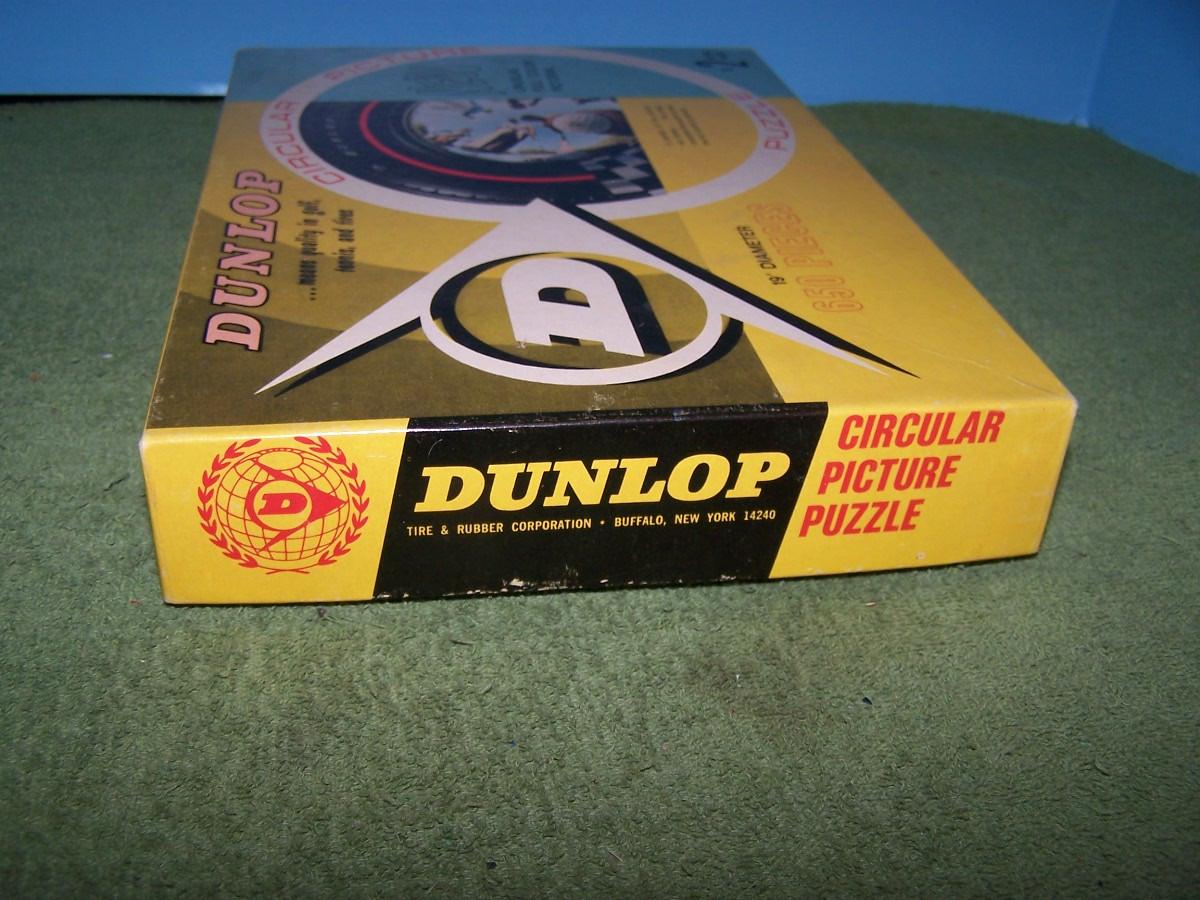 CIRCULAR PICTURE PUZZLE
DUNLOP
...means quality in golf,
tennis, and tires
19" DIAMETER
650 PIECES
D
D
DUNLOP
TIRE & RUBBER CORPORATION • BUFFALO, NEW YORK 14240
CIRCULAR
PICTURE
PUZZLE